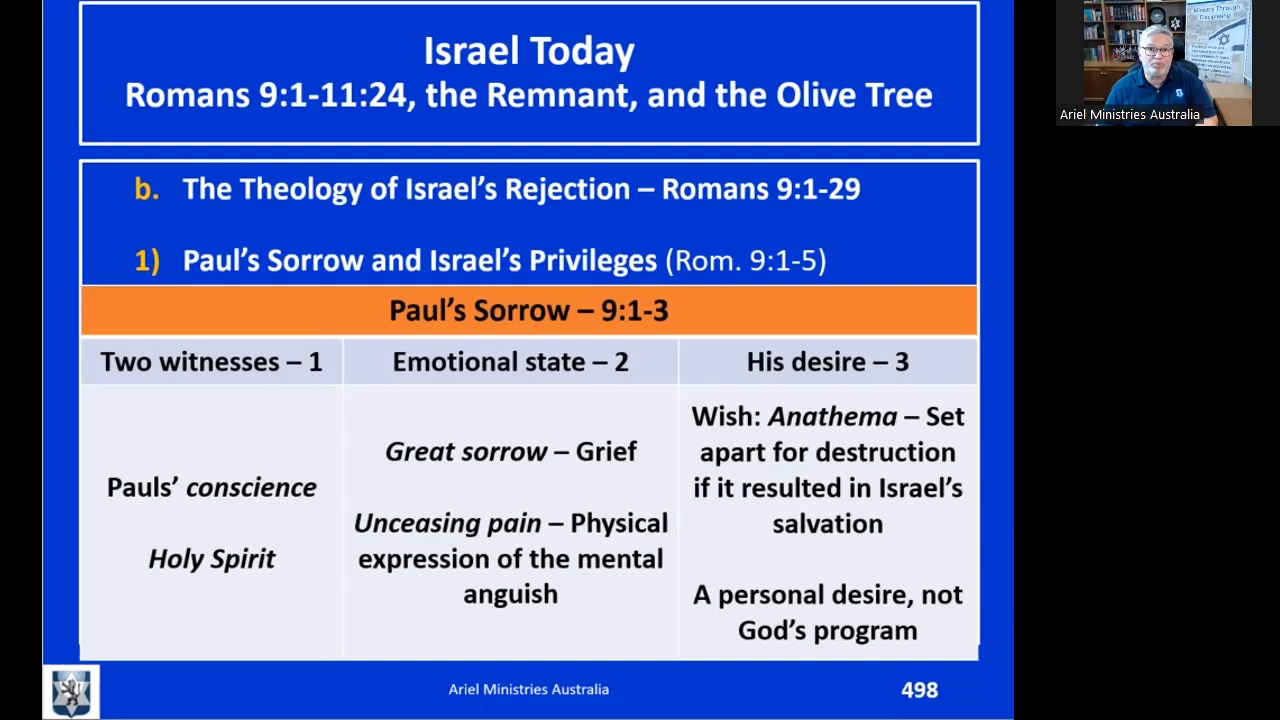 Israel Today
Romans 9:1-11:24, the Remnant, and the Olive Tree
b. The Theology of Israel's Rejection – Romans 9:1-29
1) Paul's Sorrow and Israel's Privileges (Rom. 9:1-5)
Paul's Sorrow – 9:1-3
Two witnesses – 1
Emotional state – 2
His desire – 3
Pauls' conscience
Holy Spirit
Great sorrow – Grief
Unceasing pain – Physical
expression of the mental
anguish
Wish: Anathema – Set
apart for destruction
if it resulted in Israel's
salvation
A personal desire, not
God's program
Ariel Ministries Australia
498
Ministry Through
Discipleship
Ariel Ministries Australia